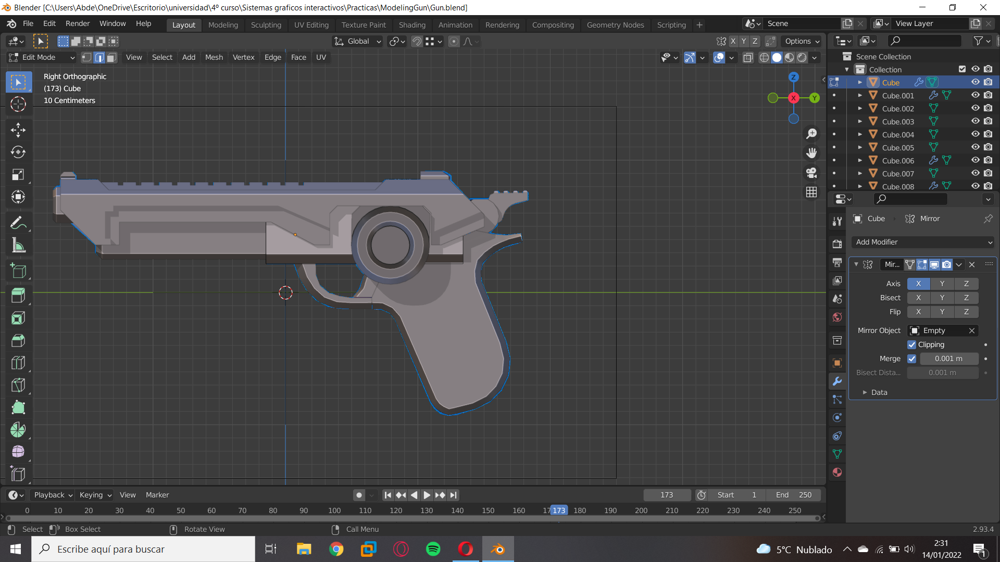 Blender [C:\Users\Abde\OneDrive\Escritorio\universidad\4º curso\Sistemas graficos interactivos\Practicas\ModelingGun\Gun.blend]
File Edit Render Window Help Layout Modeling Sculpting UV Editing Texture Paint Shading Animation Rendering Compositing Geometry Nodes Scripting + Scene View Layer
Global X Y Z Options
Edit Mode View Select Add Mesh Vertex Edge Face UV
Right Orthographic
(173) Cube
10 Centimeters
Z
X
Y
Scene Collection
Collection
Cube
Cube.001
Cube.002
Cube.003
Cube.004
Cube.005
Cube.006
Cube.007
Cube.008
Cube Mirror
Add Modifier
Mir...
Axis X Y Z
Bisect X Y Z
Flip X Y Z
Mirror Object Empty
Clipping
Merge 0.001 m
Bisect Dista... 0.001 m
Data
Playback Keying View Marker 173 Start 1 End 250
0 10 20 30 40 50 60 70 80 90 100 110 120 130 140 150 160 17 173 180 190 200 210 220 230 240 250
Select Box Select Rotate View Call Menu 2.93.4
Escribe aquí para buscar
5°C Nublado
2:31
14/01/2022
1